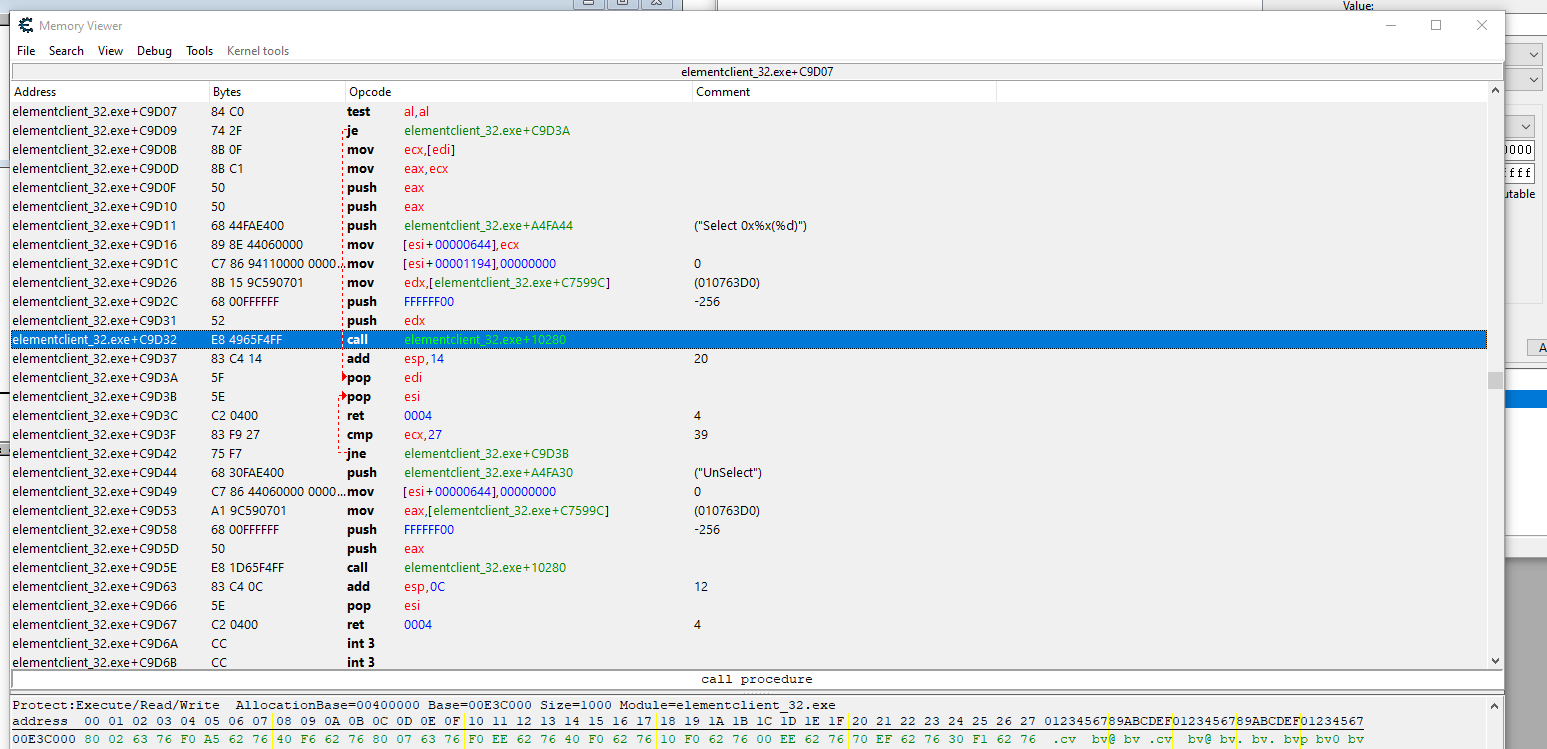 Value:
Memory Viewer
File Search View Debug Tools Kernel tools
elementclient_32.exe+C9D07
Address Bytes Opcode Comment
elementclient_32.exe+C9D07 84 C0 test al,al
elementclient_32.exe+C9D09 74 2F je elementclient_32.exe+C9D3A
elementclient_32.exe+C9D0B 8B 0F mov ecx,[edi]
elementclient_32.exe+C9D0D 8B C1 mov eax,ecx
elementclient_32.exe+C9D0F 50 push eax
elementclient_32.exe+C9D10 50 push eax
elementclient_32.exe+C9D11 68 44FAE400 push elementclient_32.exe+A4FA44 ("Select 0x%x(%d)")
elementclient_32.exe+C9D16 89 8E 44060000 mov [esi+00000644],ecx
elementclient_32.exe+C9D1C C7 86 94110000 0000... mov [esi+00001194],00000000 0
elementclient_32.exe+C9D26 8B 15 9C590701 mov edx,[elementclient_32.exe+C7599C] (010763D0)
elementclient_32.exe+C9D2C 68 00FFFFFF push FFFFFF00 -256
elementclient_32.exe+C9D31 52 push edx
elementclient_32.exe+C9D32 E8 4965F4FF call elementclient_32.exe+10280
elementclient_32.exe+C9D37 83 C4 14 add esp,14 20
elementclient_32.exe+C9D3A 5F pop edi
elementclient_32.exe+C9D3B 5E pop esi
elementclient_32.exe+C9D3C C2 0400 ret 0004 4
elementclient_32.exe+C9D3F 83 F9 27 cmp ecx,27 39
elementclient_32.exe+C9D42 75 F7 jne elementclient_32.exe+C9D3B
elementclient_32.exe+C9D44 68 30FAE400 push elementclient_32.exe+A4FA30 ("UnSelect")
elementclient_32.exe+C9D49 C7 86 44060000 0000... mov [esi+00000644],00000000 0
elementclient_32.exe+C9D53 A1 9C590701 mov eax,[elementclient_32.exe+C7599C] (010763D0)
elementclient_32.exe+C9D58 68 00FFFFFF push FFFFFF00 -256
elementclient_32.exe+C9D5D 50 push eax
elementclient_32.exe+C9D5E E8 1D65F4FF call elementclient_32.exe+10280
elementclient_32.exe+C9D63 83 C4 0C add esp,0C 12
elementclient_32.exe+C9D66 5E pop esi
elementclient_32.exe+C9D67 C2 0400 ret 0004 4
elementclient_32.exe+C9D6A CC int 3
elementclient_32.exe+C9D6B CC int 3
call procedure
Protect:Execute/Read/Write AllocationBase=00400000 Base=00E3C000 Size=1000 Module=elementclient_32.exe
address 00 01 02 03 04 05 06 07 08 09 0A 0B 0C 0D 0E 0F 10 11 12 13 14 15 16 17 18 19 1A 1B 1C 1D 1E 1F 20 21 22 23 24 25 26 27 0123456789ABCDEF0123456789ABCDEF01234567
00E3C000 80 02 63 76 F0 A5 62 76 40 F6 62 76 80 07 63 76 F0 EE 62 76 40 F0 62 76 10 F0 62 76 00 EE 62 76 70 EF 62 76 30 F1 62 76 .cv bv@ bv .cv bv@ bv. bv. bvp bv0 bv